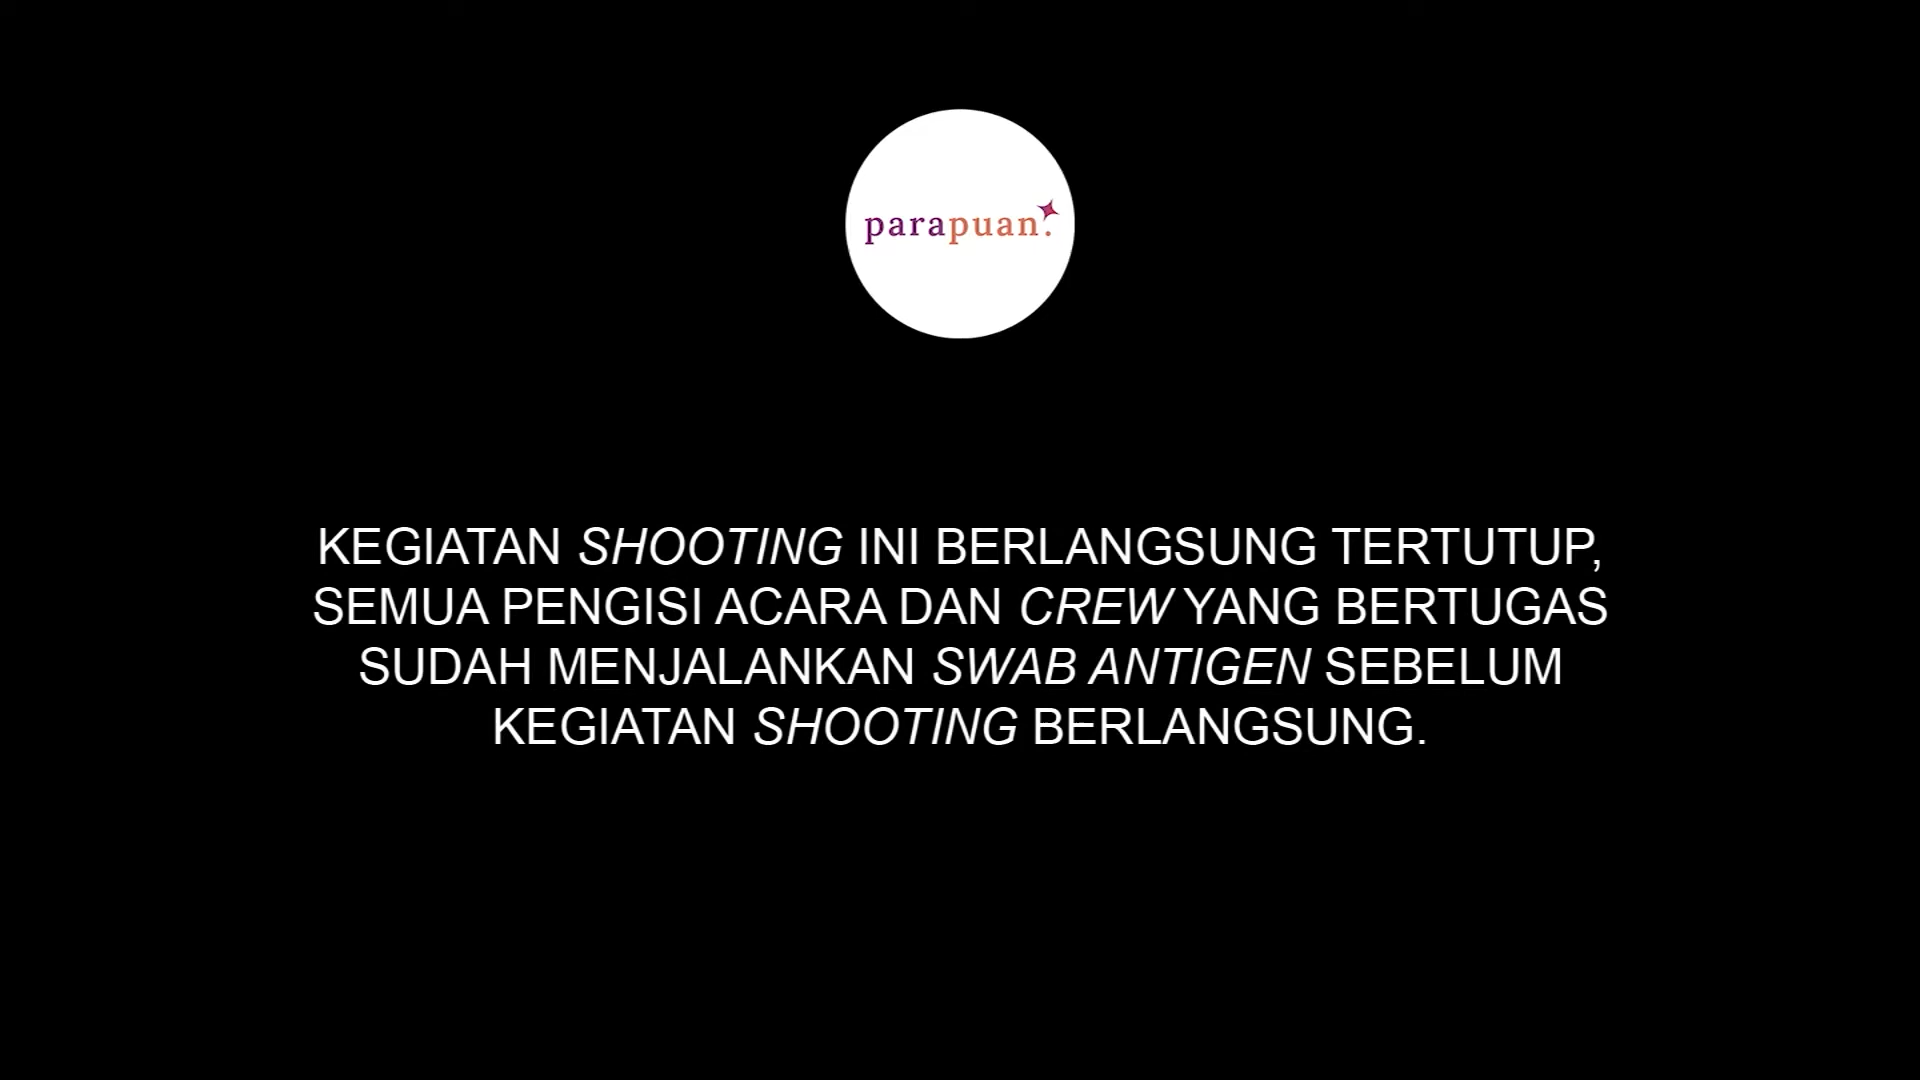 parapuan.
KEGIATAN SHOOTING INI BERLANGSUNG TERTUTUP,
SEMUA PENGISI ACARA DAN CREW YANG BERTUGAS
SUDAH MENJALANKAN SWAB ANTIGEN SEBELUM
KEGIATAN SHOOTING BERLANGSUNG.